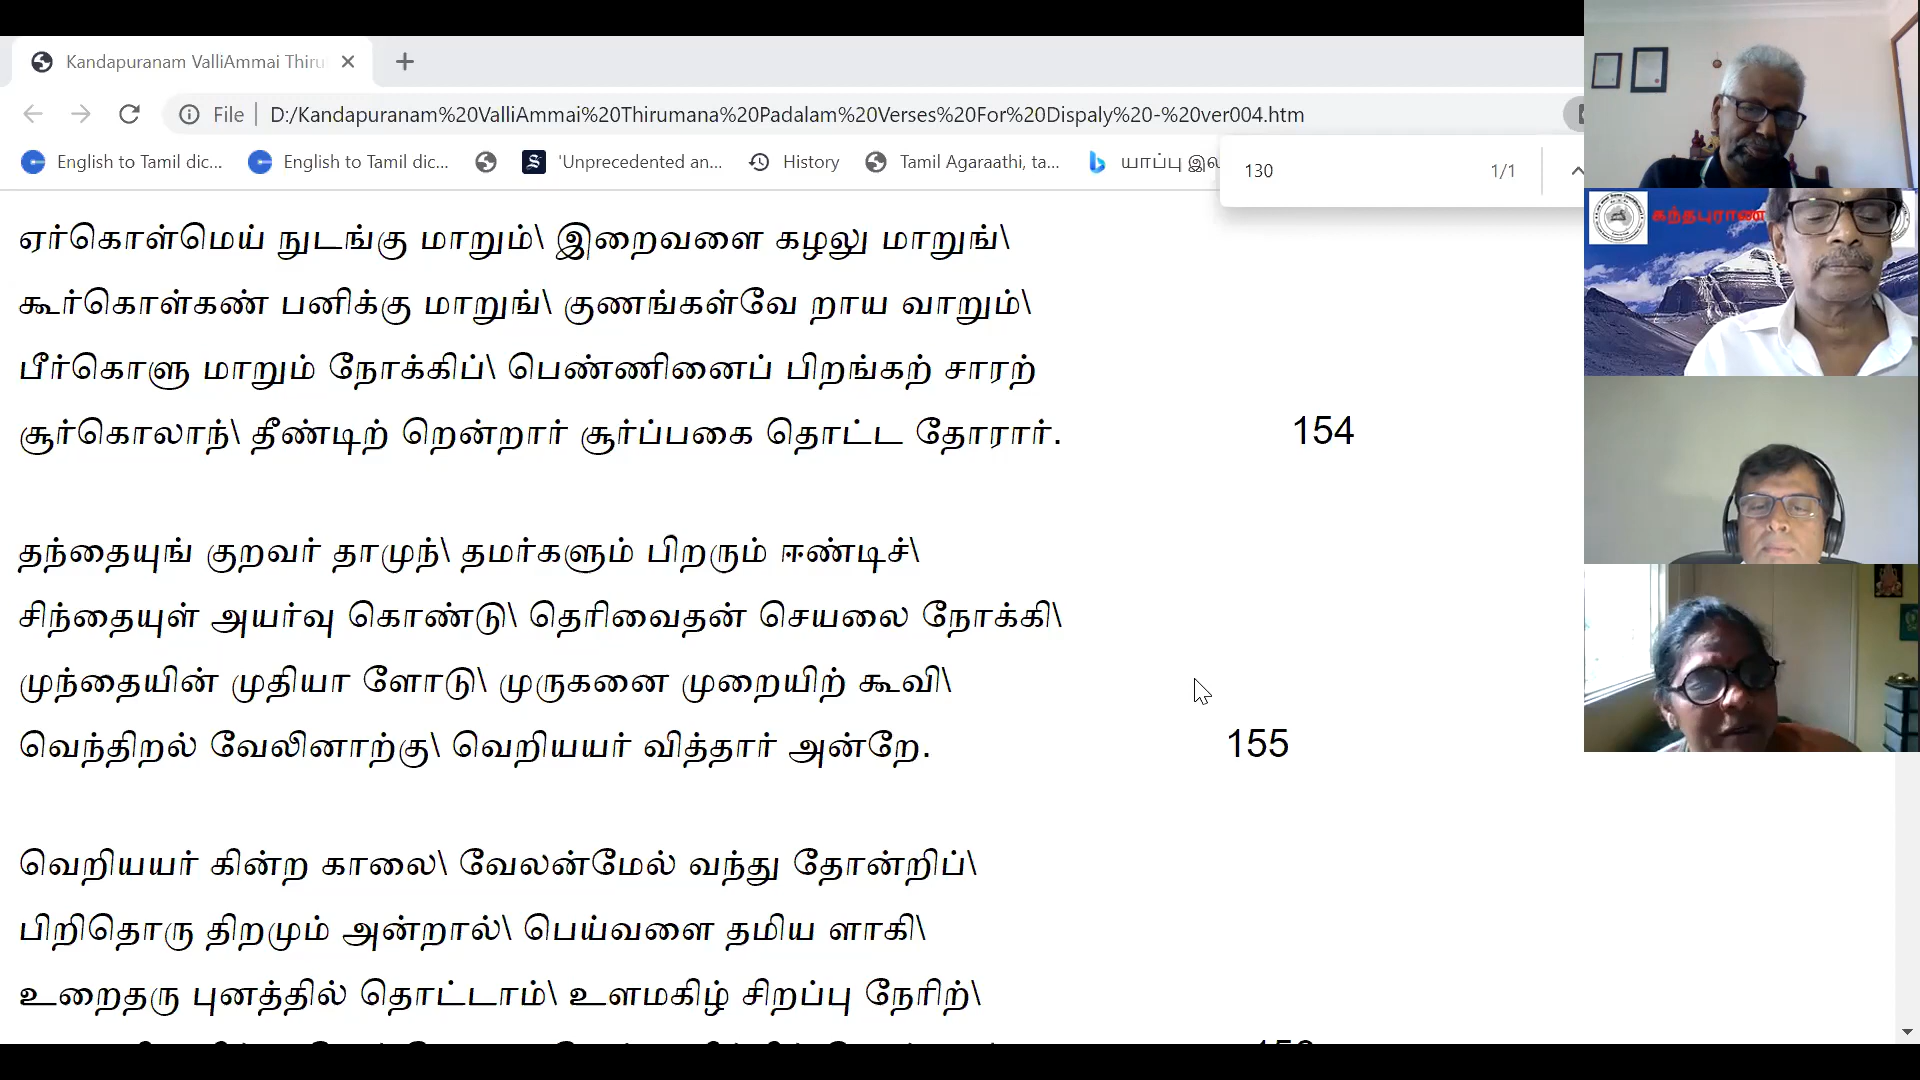 Kandapuranam ValliAmmai Thiru
File
D:/Kandapuranam%20ValliAmmai%20Thirumana%20Padalam%20Verses%20For%20Dispaly%20-%20ver004.htm
English to Tamil dic... English to Tamil dic... 'Unprecedented an... History Tamil Agaraathi, ta... யாப்பு
130 1/1
கந்தபுராண
ஏர்கொள்மெய் நுடங்கு மாறும்\ இறைவளை கழலு மாறுங்\
கூர்கொள்கண் பனிக்கு மாறுங்\ குணங்கள்வே றாய வாறும்\
பீர்கொளு மாறும் நோக்கிப்\ பெண்ணினைப் பிறங்கற் சாரற்
சூர்கொலாந்\ தீண்டிற் றென்றார் சூர்ப்பகை தொட்ட தோரார். 154
தந்தையுங் குறவர் தாமுந்\ தமர்களும் பிறரும் ஈண்டிச்\
சிந்தையுள் அயர்வு கொண்டு\ தெரிவைதன் செயலை நோக்கி\
முந்தையின் முதியா ளோடு\ முருகனை முறையிற் கூவி\
வெந்திறல் வேலினாற்கு\ வெறியயர் வித்தார் அன்றே. 155
வெறியயர் கின்ற காலை\ வேலன்மேல் வந்து தோன்றிப்\
பிறிதொரு திறமும் அன்றால்\ பெய்வளை தமிய ளாகி\
உறைதரு புனத்தில் தொட்டாம்\ உளமகிழ் சிறப்பு நேரிற்\